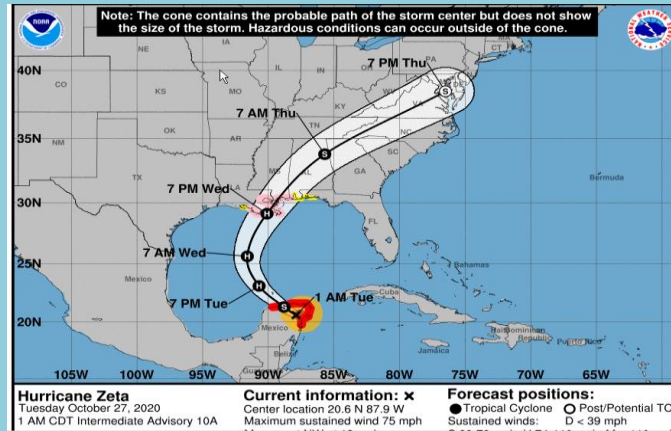 Note: The cone contains the probable path of the storm center but does not show
the size of the storm. Hazardous conditions can occur outside of the cone.
NOAA
NE
IA
PA
CT
7 PM Thu
40N
CO
KS
MO
IL
IN
KY
VA
S
7 AM Thu
35N
NM
OK
AR
TN
NC
SC
S
TX
7 PM Wed
LA
MS
AL
GA
Bermuda
30N
H
FL
7 AM Wed
H
25N
Mexico
Bahamas
7 PM Tue
H
1 AM Tue
Cuba
S
20N
Mexico
Haiti
Dominican
Republic
Puerto Rico
Jamaica
Belize
105W 100W 95W 90W 85W 80W 75W 70W 65W
Hurricane Zeta
Tuesday October 27, 2020
1 AM CDT Intermediate Advisory 10A
Current information: x
Center location 20.6 N 87.9 W
Maximum sustained wind 75 mph
Forecast positions:
Tropical Cyclone Post/Potential TC
Sustained winds: D < 39 mph